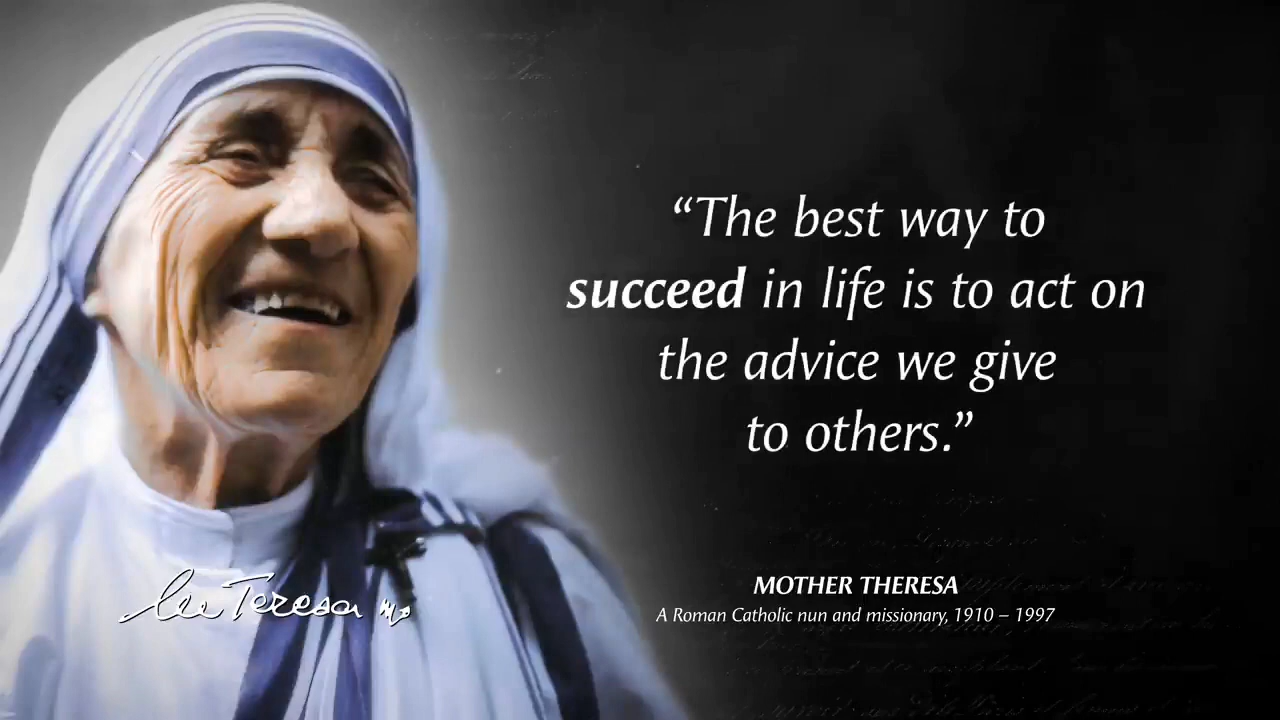 “The best way to
succeed in life is to act on
the advice we give
to others.”
MOTHER THERESA
A Roman Catholic nun and missionary, 1910 – 1997
Teresa